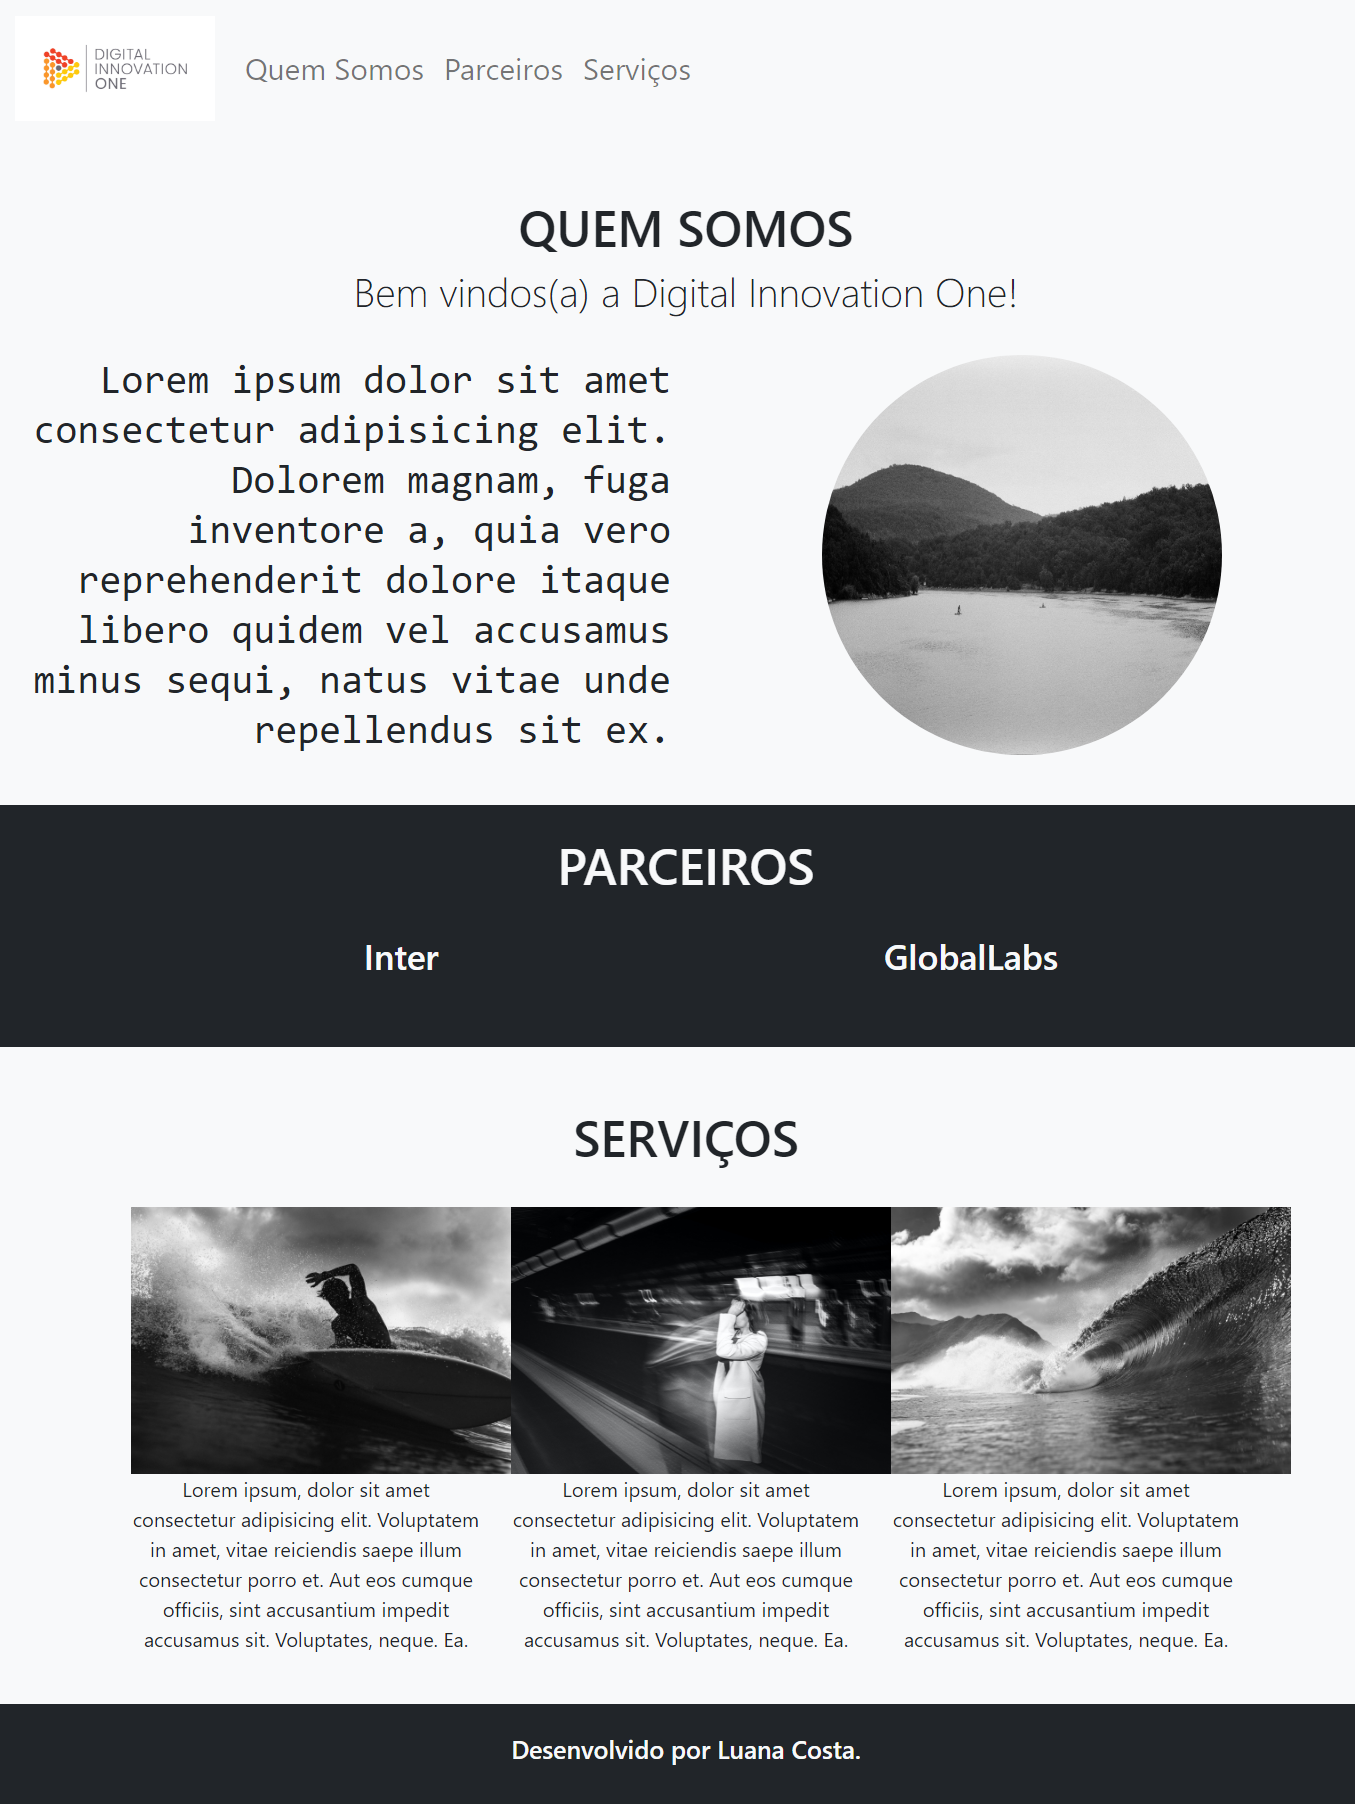 DIGITAL
INNOVATION
ONE
Quem Somos Parceiros Serviços
QUEM SOMOS
Bem vindos(a) a Digital Innovation One!
Lorem ipsum dolor sit amet
consectetur adipisicing elit.
Dolorem magnam, fuga
inventore a, quia vero
reprehenderit dolore itaque
libero quidem vel accusamus
minus sequi, natus vitae unde
repellendus sit ex.
PARCEIROS
Inter
GlobalLabs
SERVIÇOS
Lorem ipsum, dolor sit amet
consectetur adipisicing elit. Voluptatem
in amet, vitae reiciendis saepe illum
consectetur porro et. Aut eos cumque
officiis, sint accusantium impedit
accusamus sit. Voluptates, neque. Ea.
Lorem ipsum, dolor sit amet
consectetur adipisicing elit. Voluptatem
in amet, vitae reiciendis saepe illum
consectetur porro et. Aut eos cumque
officiis, sint accusantium impedit
accusamus sit. Voluptates, neque. Ea.
Lorem ipsum, dolor sit amet
consectetur adipisicing elit. Voluptatem
in amet, vitae reiciendis saepe illum
consectetur porro et. Aut eos cumque
officiis, sint accusantium impedit
accusamus sit. Voluptates, neque. Ea.
Desenvolvido por Luana Costa.